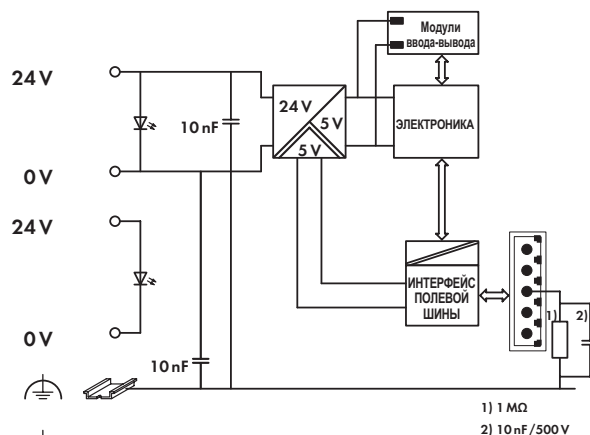 Модули
ввода-вывода
24 V
24 V
5 V
5 V
10 nF
ЭЛЕКТРОНИКА
0 V
24 V
ИНТЕРФЕЙС
ПОЛЕВОЙ
ШИНЫ
1)
2)
0 V
10 nF
1) 1 MΩ
2) 10 nF/500 V